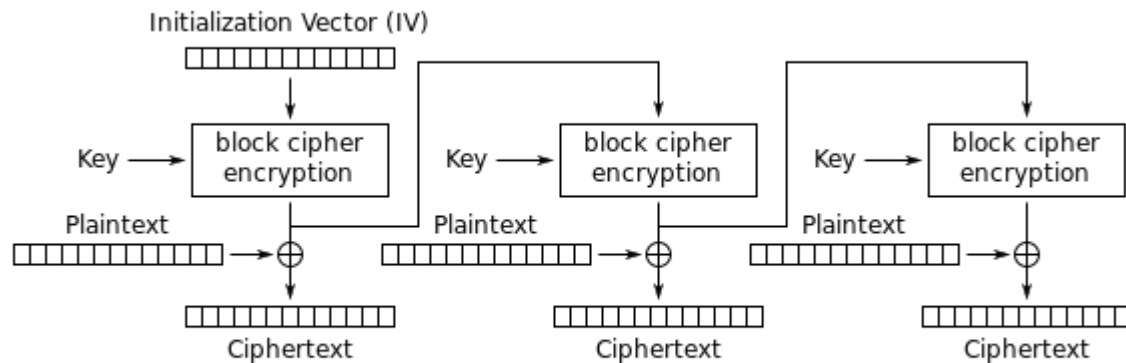 Initialization Vector (IV)
Key
block cipher
encryption
Key
block cipher
encryption
Key
block cipher
encryption
Plaintext
Plaintext
Plaintext
Ciphertext
Ciphertext
Ciphertext